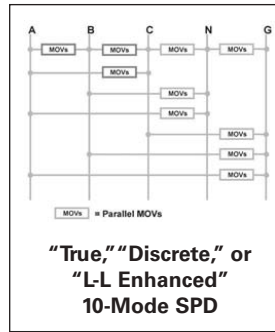 A B C N G
MOVs MOVs MOVs MOVs
MOVs
MOVs
MOVs
MOVs
MOVs
MOVs
MOVs = Parallel MOVs
“True,” “Discrete,” or
“L-L Enhanced”
10-Mode SPD